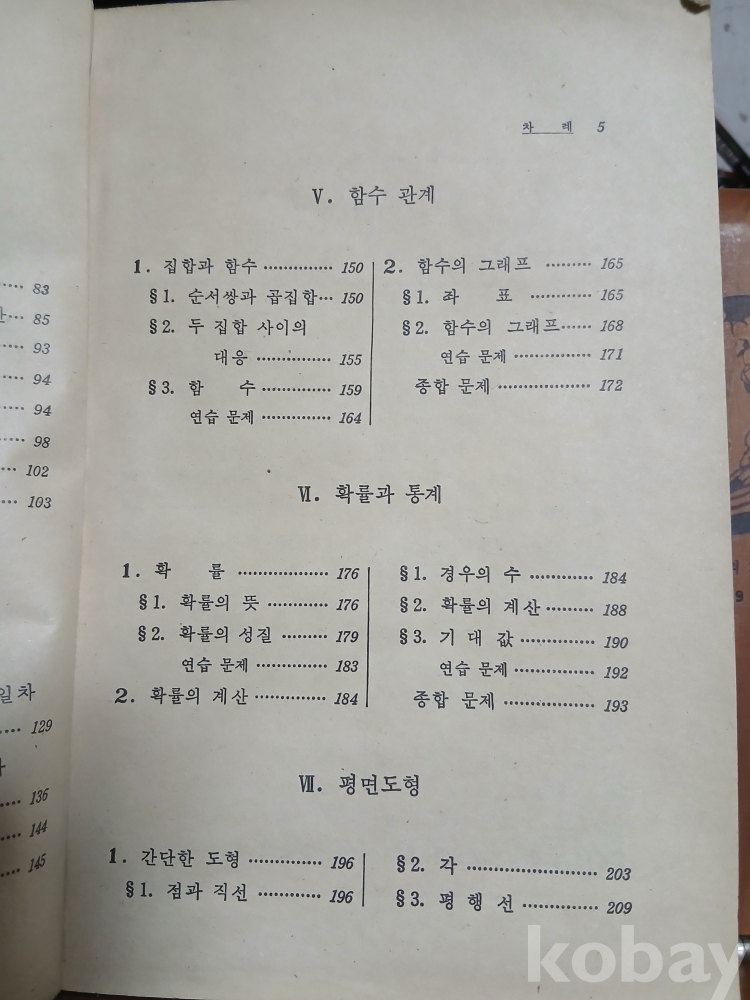 차 레 5
V. 함수 관계
1. 집합과 함수 ·············· 150
§1. 순서쌍과 곱집합··· 150
§2. 두 집합 사이의
대응 ··············· 155
§3. 함 수 ··············· 159
연습 문제 ·············· 164
2. 함수의 그래프 ········· 165
§1. 좌 표 ············ 165
§2. 함수의 그래프······ 168
연습 문제 ··············· 171
종합 문제 ·················· 172
VI. 확률과 통계
1. 확 률 ·················· 176
§1. 확률의 뜻 ············ 176
§2. 확률의 성질 ········· 179
연습 문제 ·············· 183
2. 확률의 계산 ·············· 184
§1. 경우의 수 ············ 184
§2. 확률의 계산········· 188
§3. 기 대 값 ············ 190
연습 문제 ··············· 192
종합 문제 ·················· 193
VII. 평면도형
1. 간단한 도형 ·············· 196
§1. 점과 직선 ············ 196
§2. 각 ························ 203
§3. 평 행 선 ··············· 209
83
85
93
94
94
98
102
103
일차
129
136
144
145
kobay